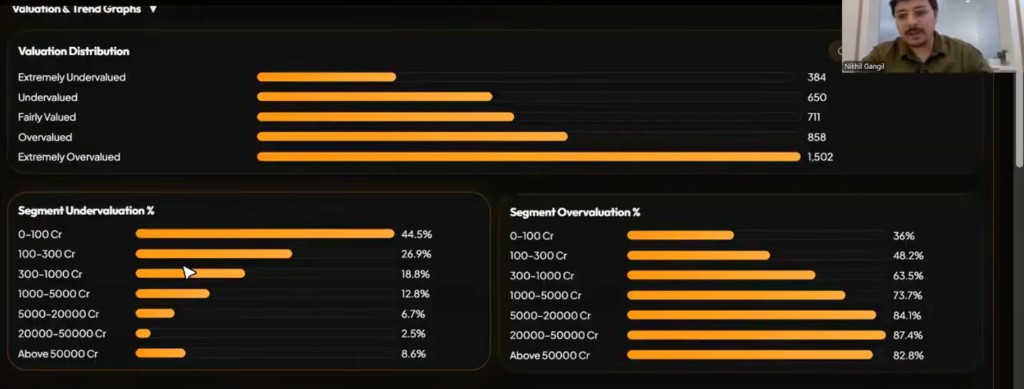 Valuation & Trend Graphs ▼
Nikhil Gangil
Valuation Distribution
Extremely Undervalued 384
Undervalued 650
Fairly Valued 711
Overvalued 858
Extremely Overvalued 1,502
Segment Undervaluation %
0-100 Cr 44.5%
100-300 Cr 26.9%
300-1000 Cr 18.8%
1000-5000 Cr 12.8%
5000-20000 Cr 6.7%
20000-50000 Cr 2.5%
Above 50000 Cr 8.6%
Segment Overvaluation %
0-100 Cr 36%
100-300 Cr 48.2%
300-1000 Cr 63.5%
1000-5000 Cr 73.7%
5000-20000 Cr 84.1%
20000-50000 Cr 87.4%
Above 50000 Cr 82.8%